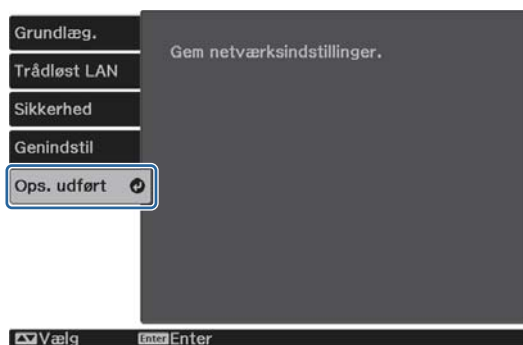 Grundlæg.
Trådløst LAN
Sikkerhed
Genindstil
Ops. udført
Gem netværksindstillinger.
Vælg
Enter Enter